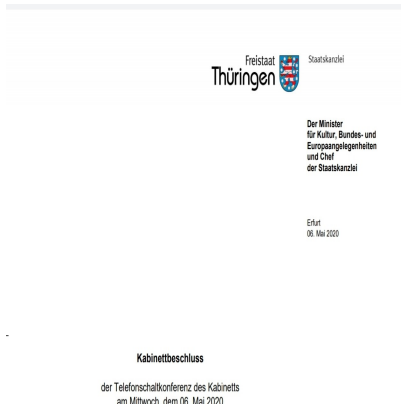 Freistaat
Thüringen
Staatskanzlei
Der Minister
für Kultur, Bundes- und
Europaangelegenheiten
und Chef
der Staatskanzlei
Erfurt
06. Mai 2020
Kabinettbeschluss
der Telefonschaltkonferenz des Kabinetts
am Mittwoch, dem 06. Mai 2020